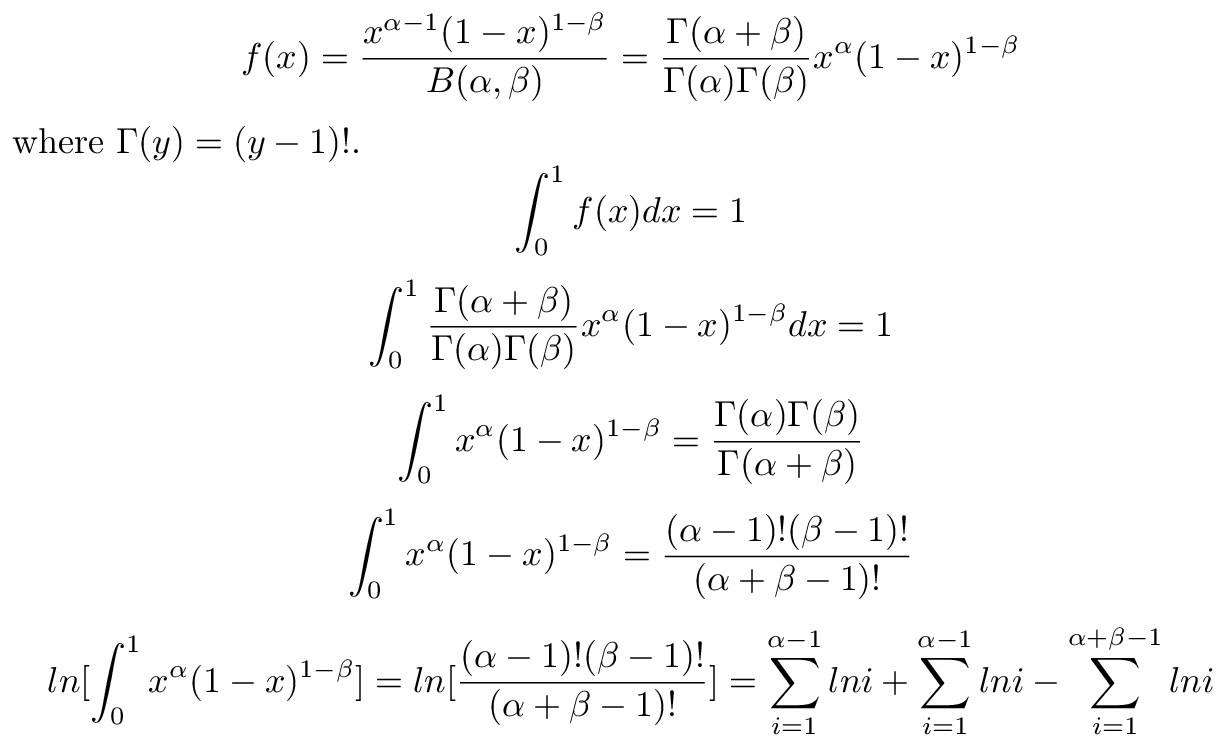 f(x) = \frac{x^{\alpha-1}(1-x)^{1-\beta}}{B(\alpha,\beta)} = \frac{\Gamma(\alpha+\beta)}{\Gamma(\alpha)\Gamma(\beta)} x^{\alpha}(1-x)^{1-\beta}
where \Gamma(y) = (y-1)!.
\int_0^1 f(x)dx = 1
\int_0^1 \frac{\Gamma(\alpha+\beta)}{\Gamma(\alpha)\Gamma(\beta)} x^{\alpha}(1-x)^{1-\beta}dx = 1
\int_0^1 x^{\alpha}(1-x)^{1-\beta} = \frac{\Gamma(\alpha)\Gamma(\beta)}{\Gamma(\alpha+\beta)}
\int_0^1 x^{\alpha}(1-x)^{1-\beta} = \frac{(\alpha-1)!(\beta-1)!}{(\alpha+\beta-1)!}
ln[\int_0^1 x^{\alpha}(1-x)^{1-\beta}] = ln[\frac{(\alpha-1)!(\beta-1)!}{(\alpha+\beta-1)!}] = \sum_{i=1}^{\alpha-1} lni + \sum_{i=1}^{\alpha-1} lni - \sum_{i=1}^{\alpha+\beta-1} lni